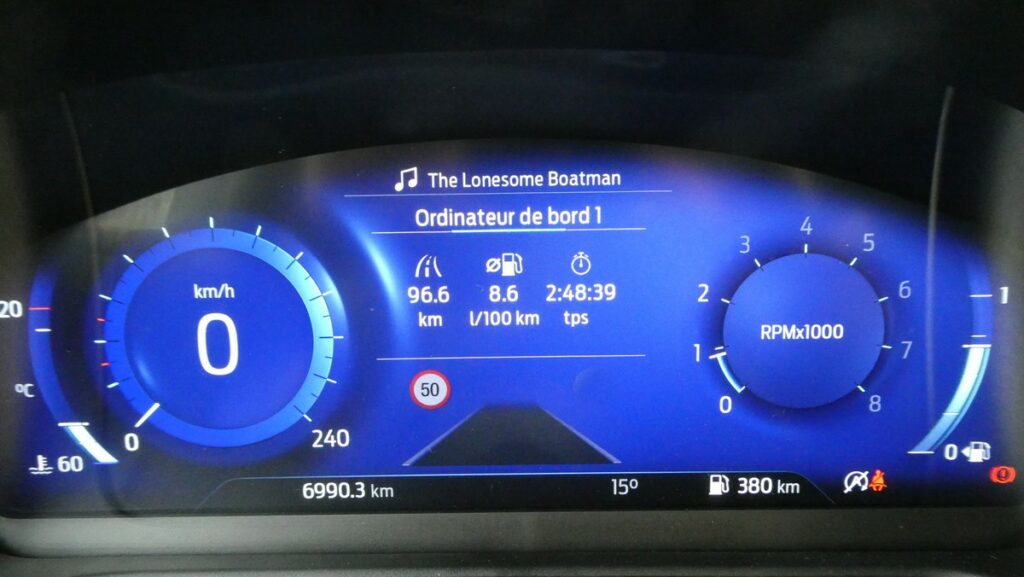 The Lonesome Boatman
Ordinateur de bord 1
96.6 8.6 2:48:39
km l/100 km tps
km/h
0
0 240
50
20
°C
60
RPMx1000
0 1 2 3 4 5 6 7 8
1
0
6990.3 km 15° 380 km